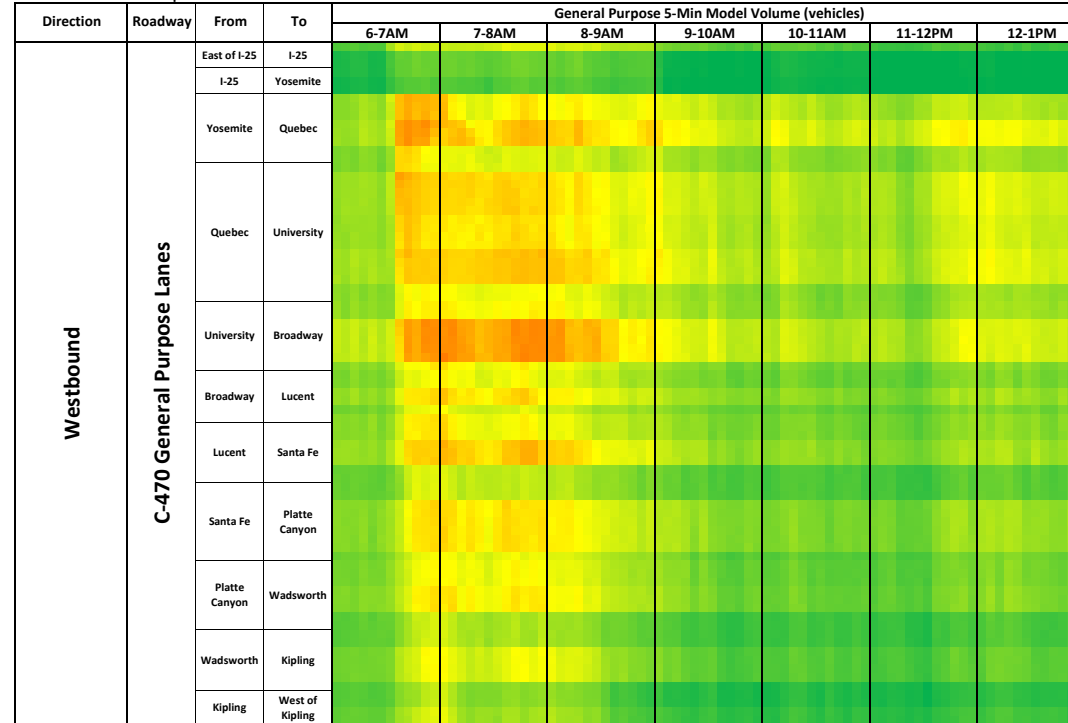 General Purpose 5-Min Model Volume (vehicles)
Direction Roadway From To
6-7AM 7-8AM 8-9AM 9-10AM 10-11AM 11-12PM 12-1PM
Westbound
C-470 General Purpose Lanes
East of I-25 I-25
I-25 Yosemite
Yosemite Quebec
Quebec University
University Broadway
Broadway Lucent
Lucent Santa Fe
Santa Fe Platte
Canyon
Platte
Canyon Wadsworth
Wadsworth Kipling
Kipling West of
Kipling